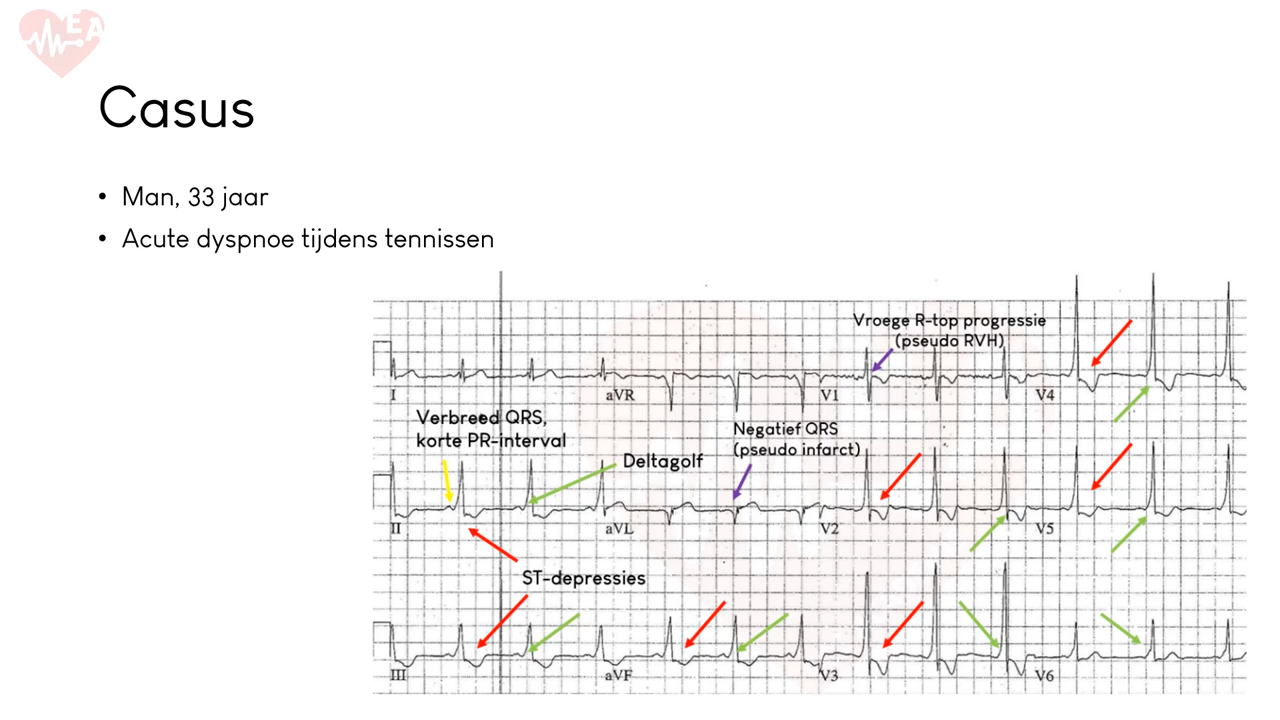 EA
Casus
• Man, 33 jaar
• Acute dyspnoe tijdens tennissen
Vroege R-top progressie
(pseudo RVH)
I
aVR
V1
V4
Verbreed QRS,
korte PR-interval
Negatief QRS
(pseudo infarct)
Deltagolf
II
aVL
V2
V5
ST-depressies
III
aVF
V3
V6